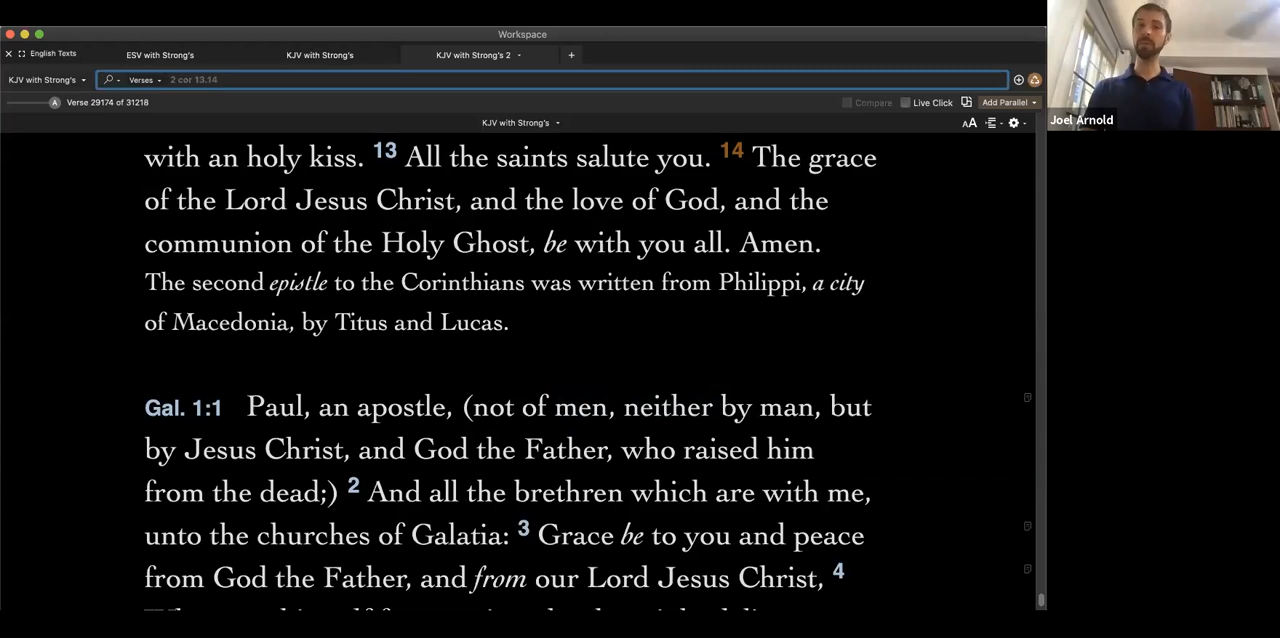 Workspace
English Texts
ESV with Strong's
KJV with Strong's
KJV with Strong's 2
+
KJV with Strong's
Verses
2 cor 13.14
A
Verse 29174 of 31218
Compare
Live Click
Add Parallel
KJV with Strong's
AA
Joel Arnold
with an holy kiss. 13 All the saints salute you. 14 The grace
of the Lord Jesus Christ, and the love of God, and the
communion of the Holy Ghost, be with you all. Amen.
The second epistle to the Corinthians was written from Philippi, a city
of Macedonia, by Titus and Lucas.
Gal. 1:1 Paul, an apostle, (not of men, neither by man, but
by Jesus Christ, and God the Father, who raised him
from the dead;) 2 And all the brethren which are with me,
unto the churches of Galatia: 3 Grace be to you and peace
from God the Father, and from our Lord Jesus Christ, 4